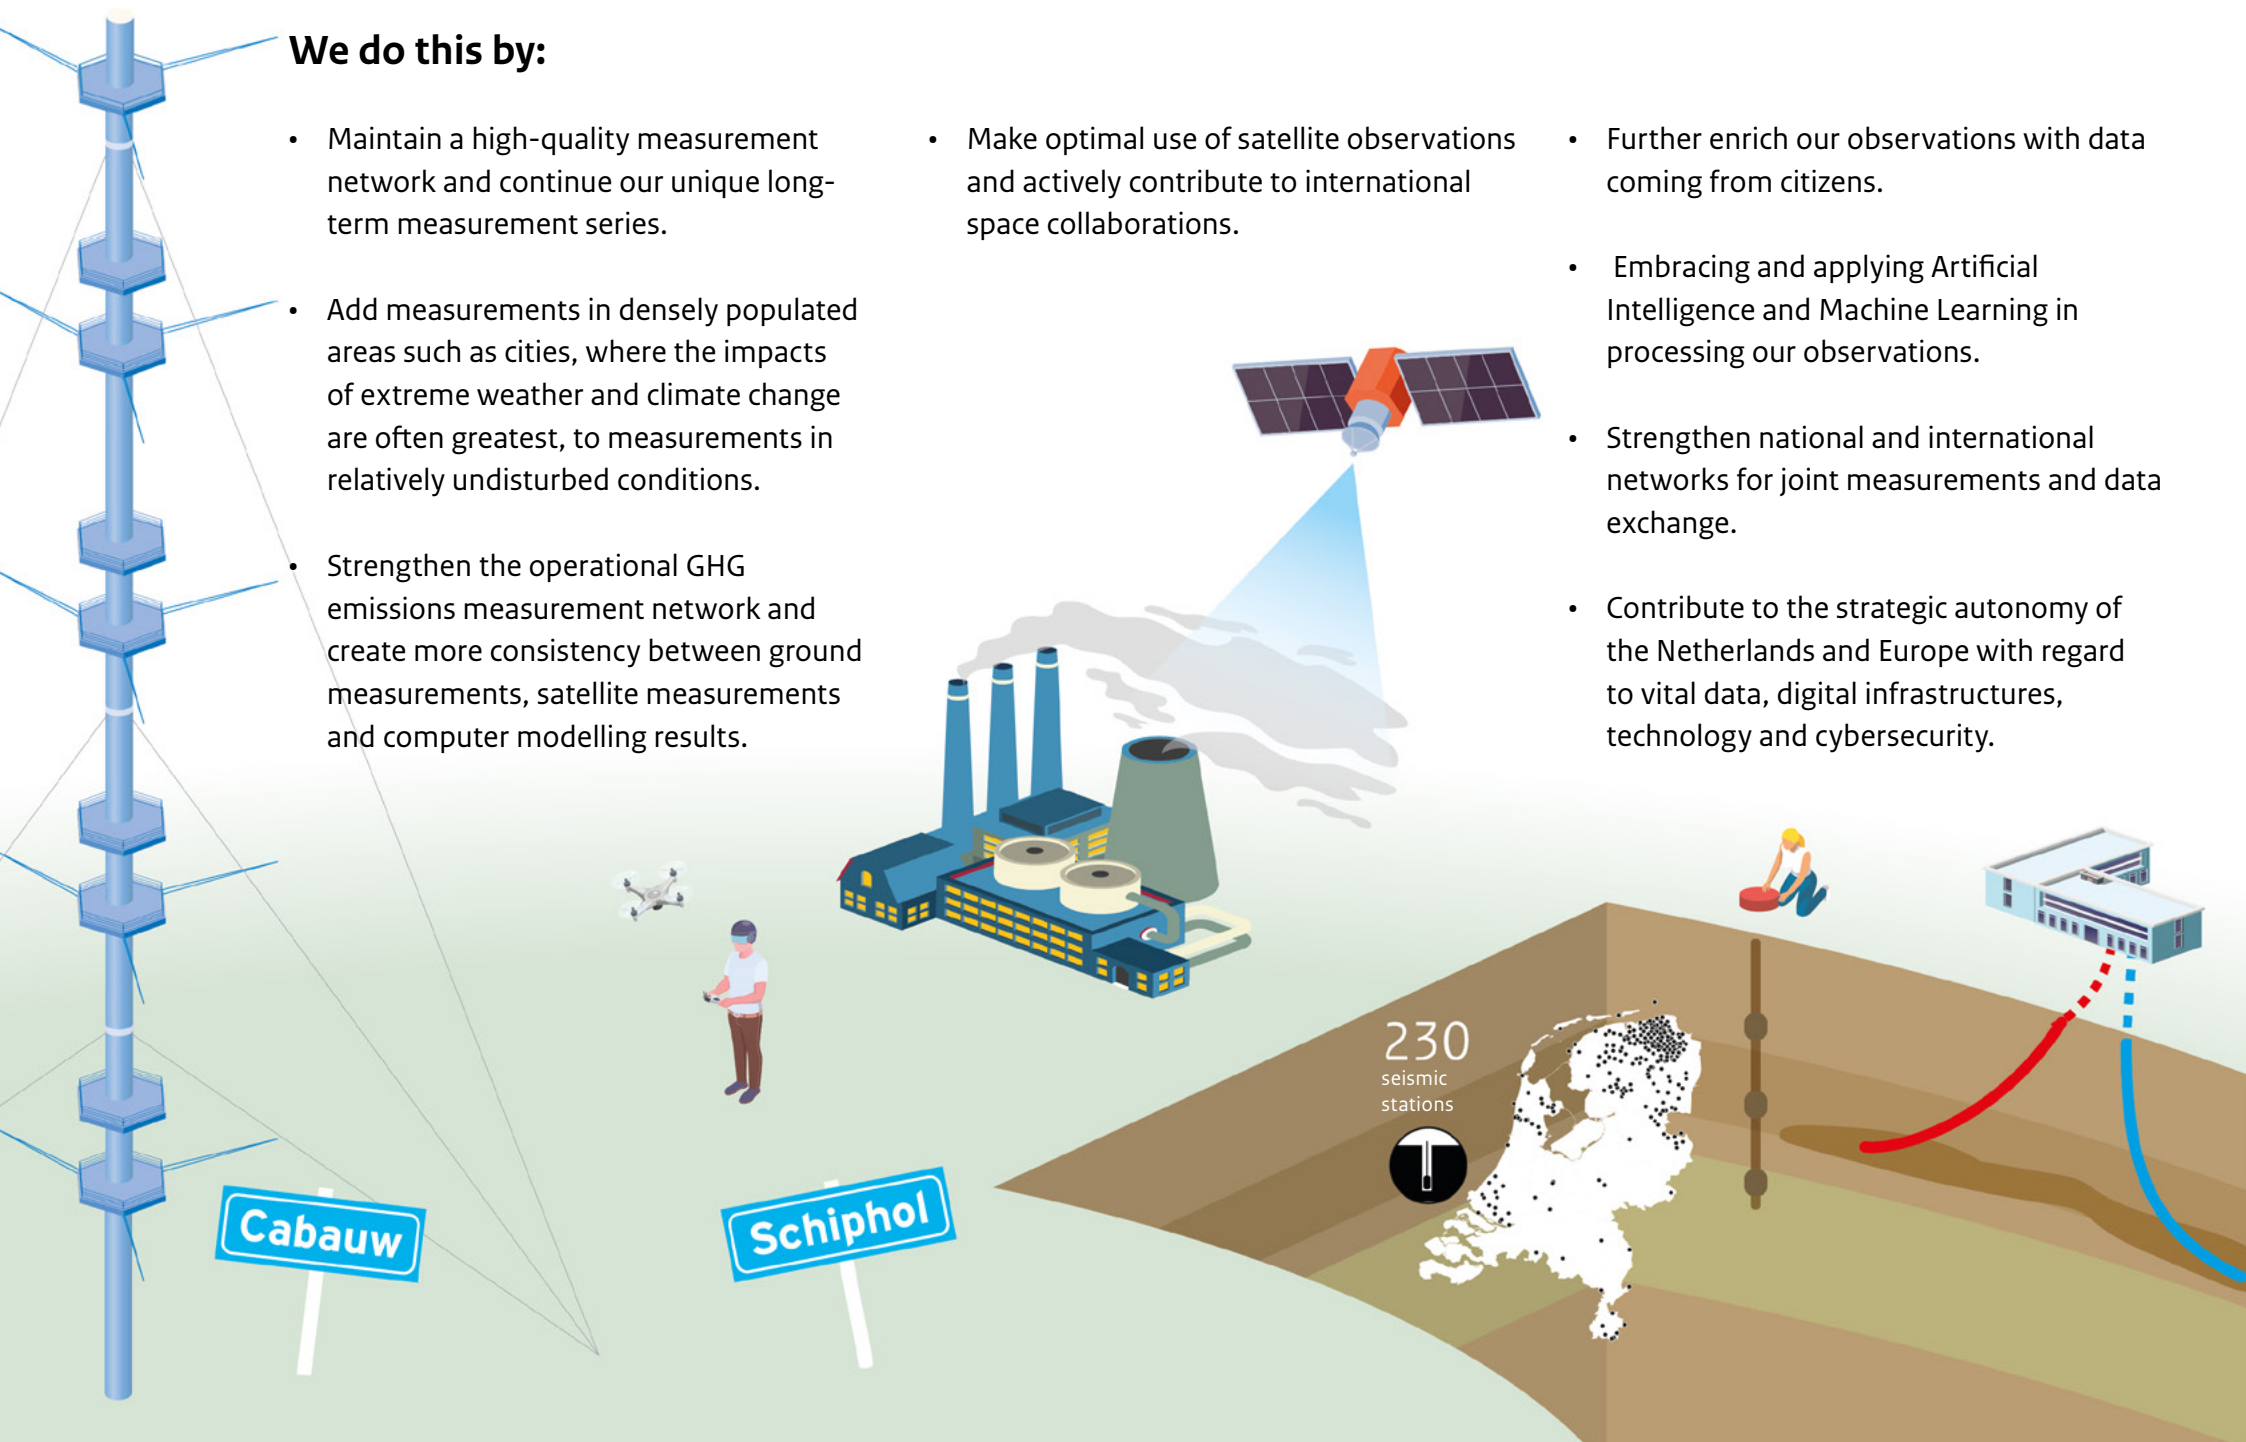 We do this by:
• Maintain a high-quality measurement
network and continue our unique long-
term measurement series.
• Add measurements in densely populated
areas such as cities, where the impacts
of extreme weather and climate change
are often greatest, to measurements in
relatively undisturbed conditions.
• Strengthen the operational GHG
emissions measurement network and
create more consistency between ground
measurements, satellite measurements
and computer modelling results.
• Make optimal use of satellite observations
and actively contribute to international
space collaborations.
• Further enrich our observations with data
coming from citizens.
• Embracing and applying Artificial
Intelligence and Machine Learning in
processing our observations.
• Strengthen national and international
networks for joint measurements and data
exchange.
• Contribute to the strategic autonomy of
the Netherlands and Europe with regard
to vital data, digital infrastructures,
technology and cybersecurity.
230
seismic
stations
Cabauw
Schiphol